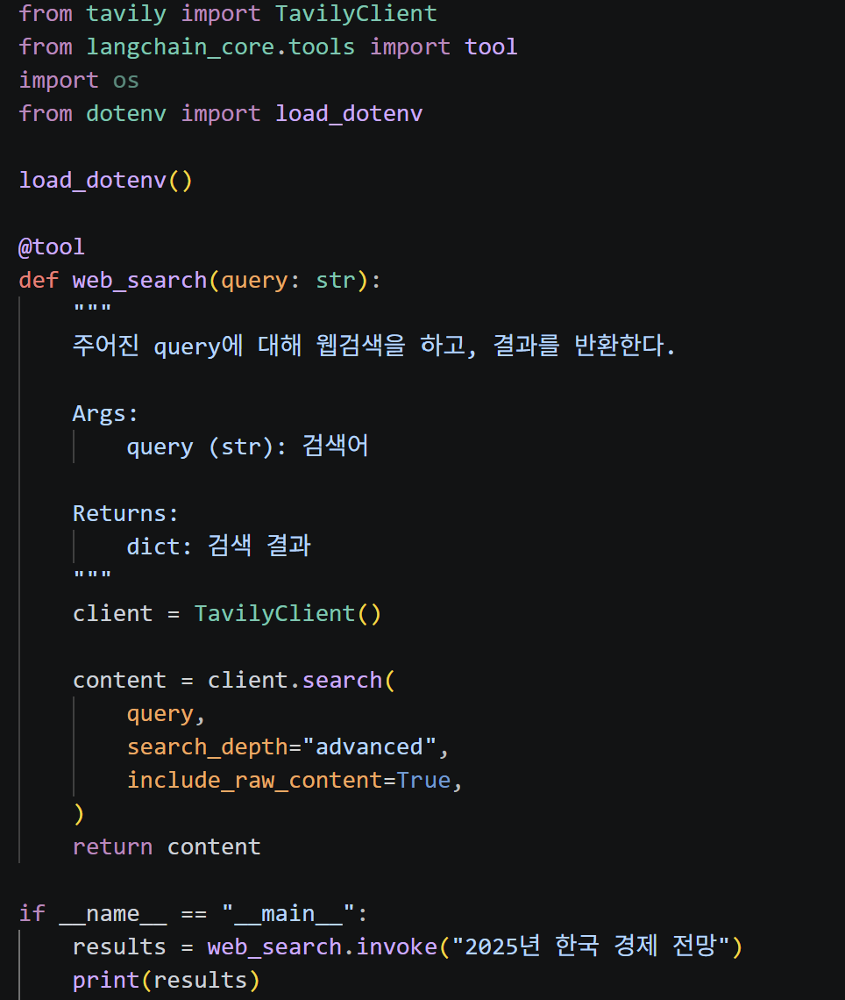 from tavily import TavilyClient
from langchain_core.tools import tool
import os
from dotenv import load_dotenv

load_dotenv()

@tool
def web_search(query: str):
    """
    주어진 query에 대해 웹검색을 하고, 결과를 반환한다.

    Args:
        query (str): 검색어

    Returns:
        dict: 검색 결과
    """
    client = TavilyClient()

    content = client.search(
        query,
        search_depth="advanced",
        include_raw_content=True,
    )
    return content

if __name__ == "__main__":
    results = web_search.invoke("2025년 한국 경제 전망")
    print(results)